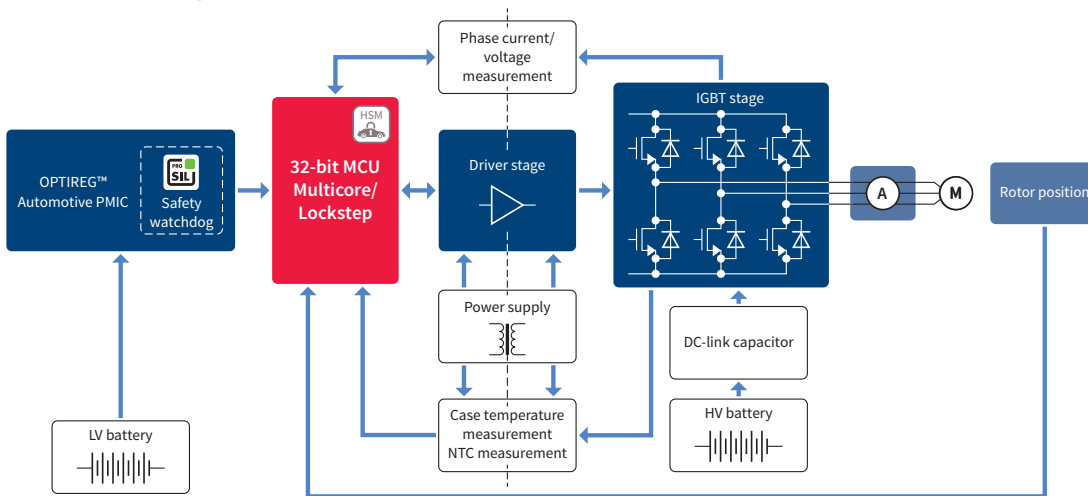 Phase current/
voltage
measurement
IGBT stage
HSM
32-bit MCU
Multicore/
Lockstep
Driver stage
OPTIREG™
Automotive PMIC
PRO
SIL
Safety
watchdog
A
M
Rotor position
Power supply
DC-link capacitor
Case temperature
measurement
NTC measurement
HV battery
LV battery